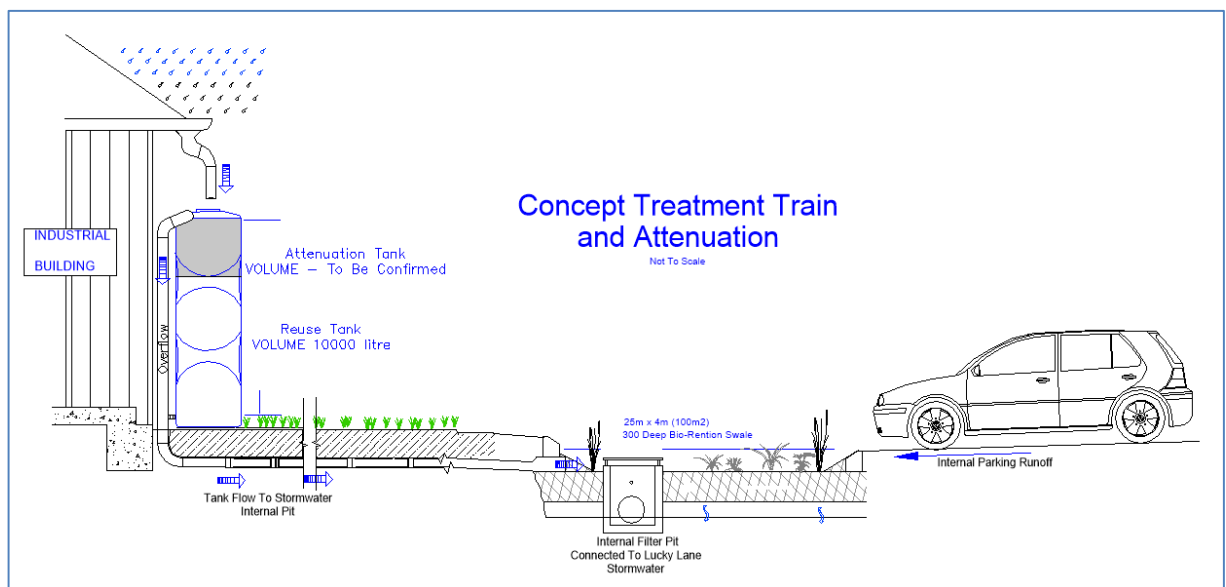 Concept Treatment Train
and Attenuation
Not To Scale
INDUSTRIAL
BUILDING
Attenuation Tank
VOLUME – To Be Confirmed
Reuse Tank
VOLUME 10000 litre
Overflow
25m x 4m (100m2)
300 Deep Bio-Rention Swale
Internal Parking Runoff
Tank Flow To Stormwater
Internal Pit
Internal Filter Pit
Connected To Lucky Lane
Stormwater